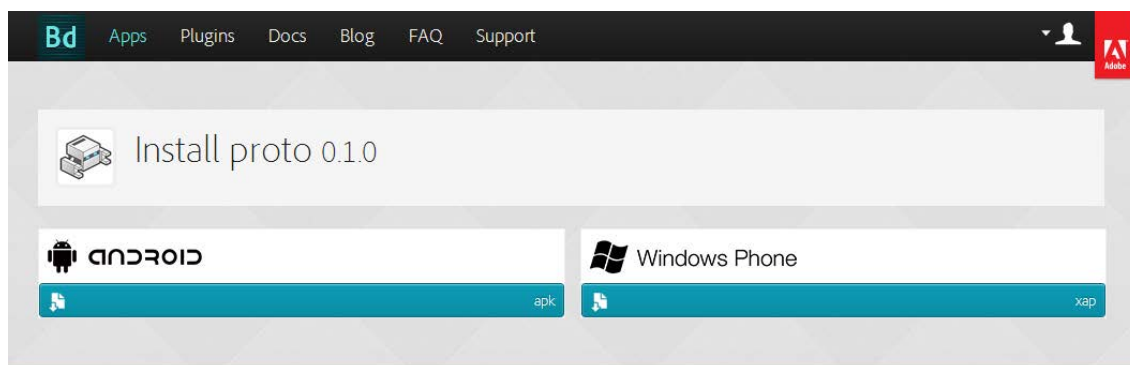 Bd Apps Plugins Docs Blog FAQ Support
Adobe
Install proto 0.1.0
android
apk
Windows Phone
xap